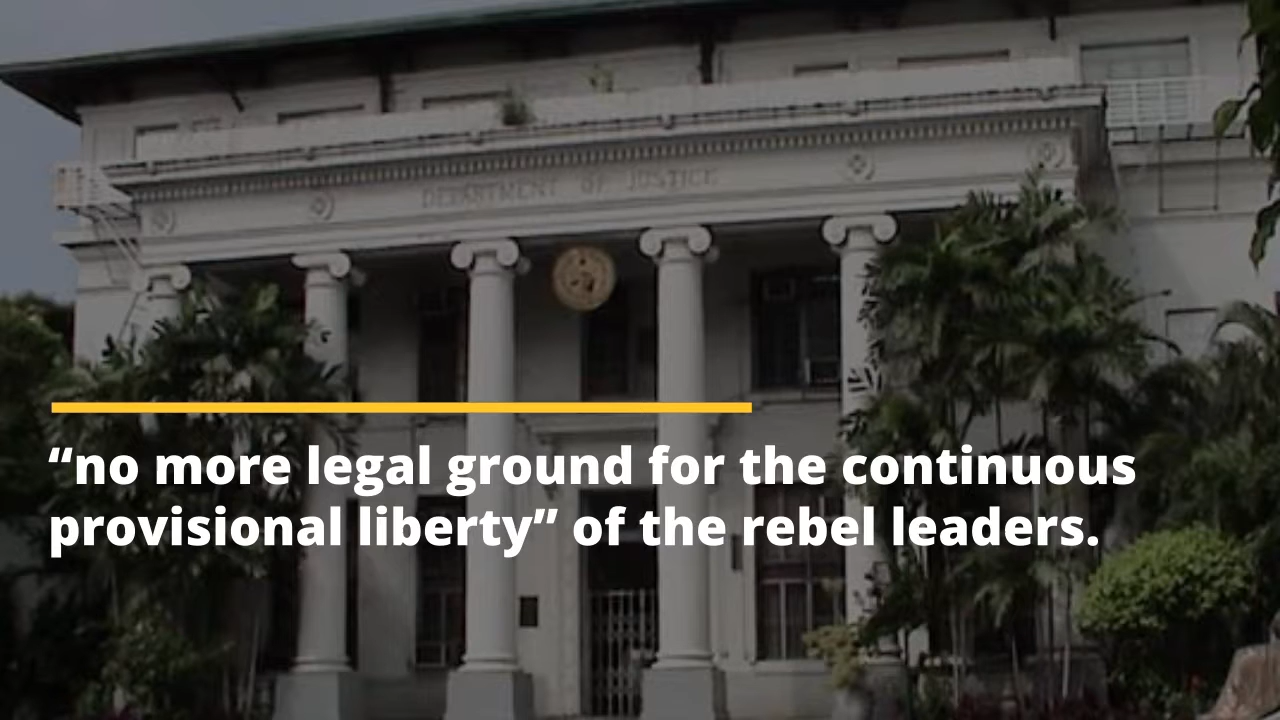 DEPARTMENT OF JUSTICE
“no more legal ground for the continuous
provisional liberty” of the rebel leaders.